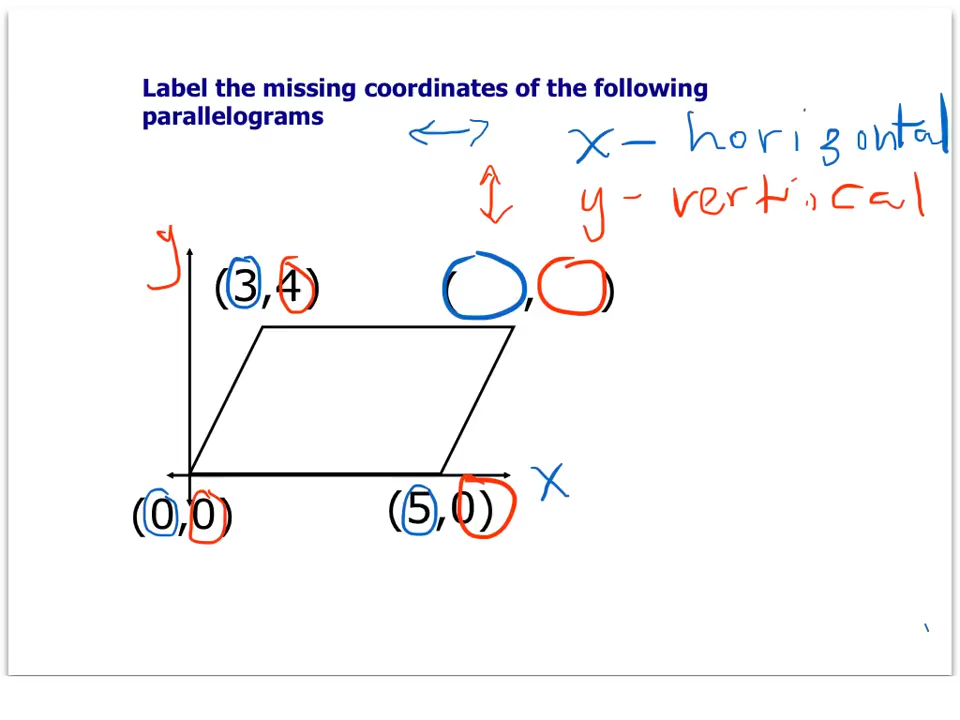 Label the missing coordinates of the following
parallelograms
x - horizontal
y - vertical
y
(3,4)
( , )
x
(0,0)
(5,0)